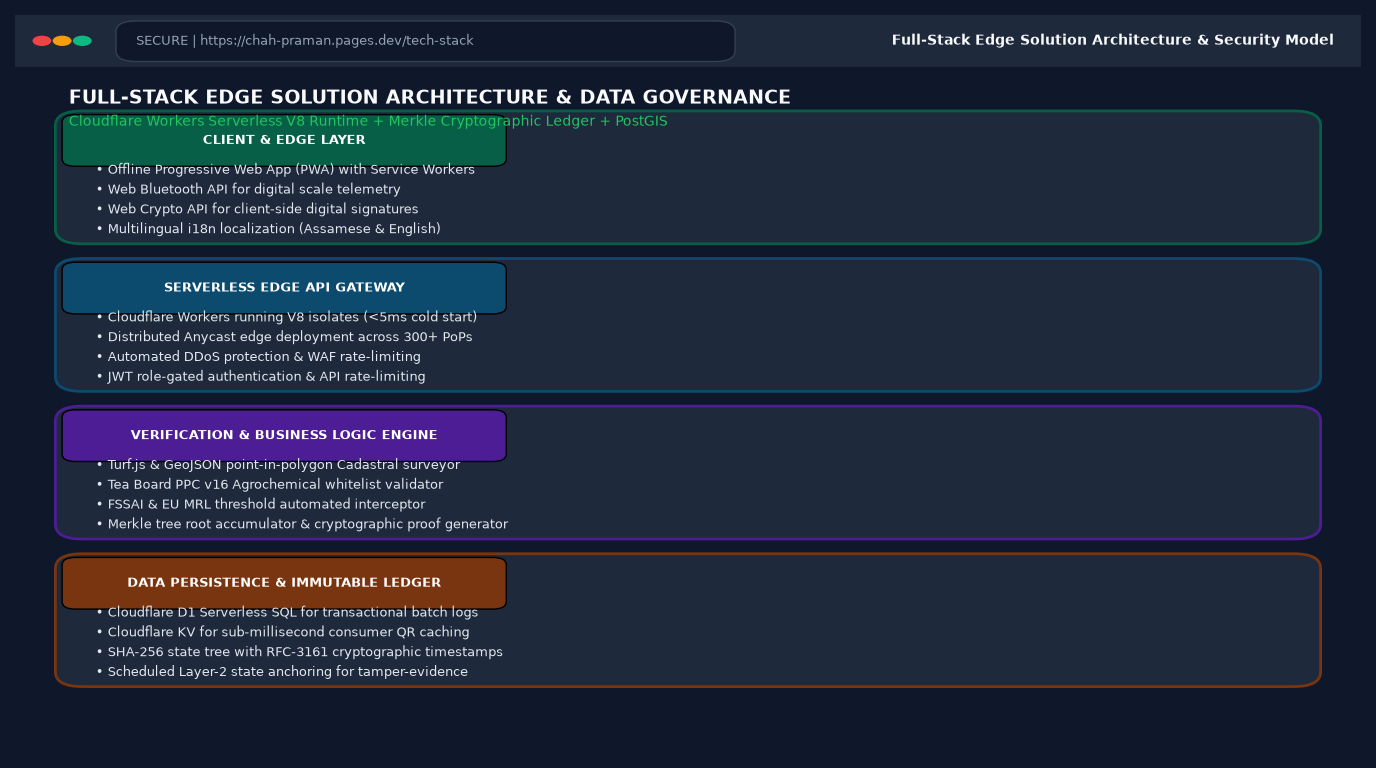 SECURE | https://chah-praman.pages.dev/tech-stack
Full-Stack Edge Solution Architecture & Security Model
FULL-STACK EDGE SOLUTION ARCHITECTURE & DATA GOVERNANCE
Cloudflare Workers Serverless V8 Runtime + Merkle Cryptographic Ledger + PostGIS
CLIENT & EDGE LAYER
• Offline Progressive Web App (PWA) with Service Workers
• Web Bluetooth API for digital scale telemetry
• Web Crypto API for client-side digital signatures
• Multilingual i18n localization (Assamese & English)
SERVERLESS EDGE API GATEWAY
• Cloudflare Workers running V8 isolates (<5ms cold start)
• Distributed Anycast edge deployment across 300+ PoPs
• Automated DDoS protection & WAF rate-limiting
• JWT role-gated authentication & API rate-limiting
VERIFICATION & BUSINESS LOGIC ENGINE
• Turf.js & GeoJSON point-in-polygon Cadastral surveyor
• Tea Board PPC v16 Agrochemical whitelist validator
• FSSAI & EU MRL threshold automated interceptor
• Merkle tree root accumulator & cryptographic proof generator
DATA PERSISTENCE & IMMUTABLE LEDGER
• Cloudflare D1 Serverless SQL for transactional batch logs
• Cloudflare KV for sub-millisecond consumer QR caching
• SHA-256 state tree with RFC-3161 cryptographic timestamps
• Scheduled Layer-2 state anchoring for tamper-evidence